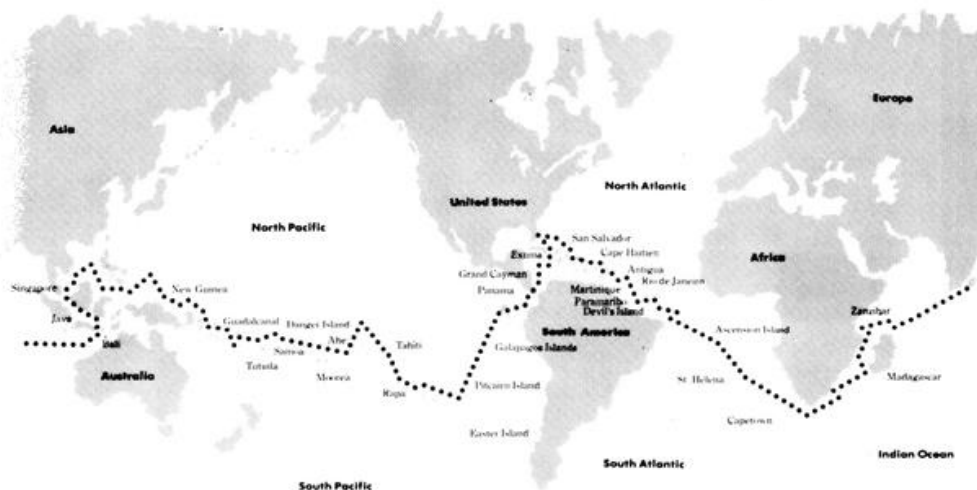 Europe
Asia
North Atlantic
United States
North Pacific
San Salvador
Cape Haitien
Exuma
Africa
Antigua
Grand Cayman
Rio de Janeiro
Singapore
New Guinea
Panama
Martinique
Paramaribo
Devil's Island
Zanzibar
Java
Guadalcanal
Danger Island
Ascension Island
South America
Bali
Ahe
Tahiti
Galapagos Islands
Samoa
Tutuila
Australia
Moorea
St. Helena
Madagascar
Rapa
Pitcairn Island
Capetown
Easter Island
Indian Ocean
South Atlantic
South Pacific